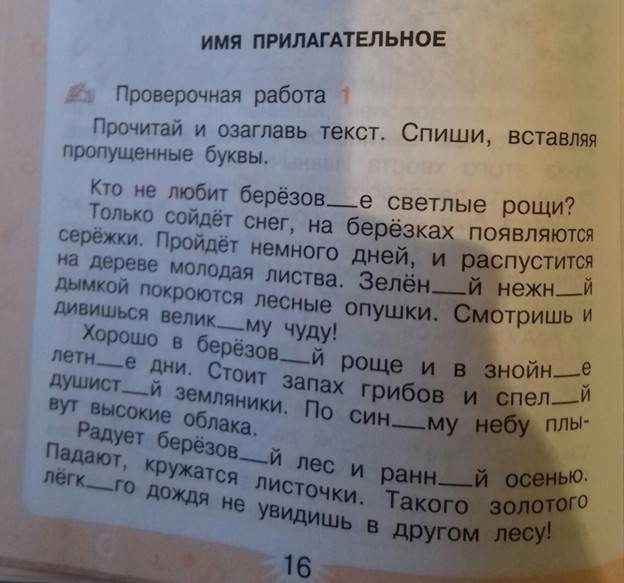 ИМЯ ПРИЛАГАТЕЛЬНОЕ
Проверочная работа 1
Прочитай и озаглавь текст. Спиши, вставляя
пропущенные буквы.
Кто не любит берёзов__е светлые рощи?
Только сойдёт снег, на берёзках появляются
серёжки. Пройдёт немного дней, и распустится
на дереве молодая листва. Зелён__й нежн__й
дымкой покроются лесные опушки. Смотришь и
дивишься велик__му чуду!
Хорошо в берёзов__й роще и в знойн__е
летн__е дни. Стоит запах грибов и спел__й
душист__й земляники. По син__му небу плы-
вут высокие облака.
Радует берёзов__й лес и ранн__й осенью.
Падают, кружатся листочки. Такого золотого
лёгк__го дождя не увидишь в другом лесу!
16